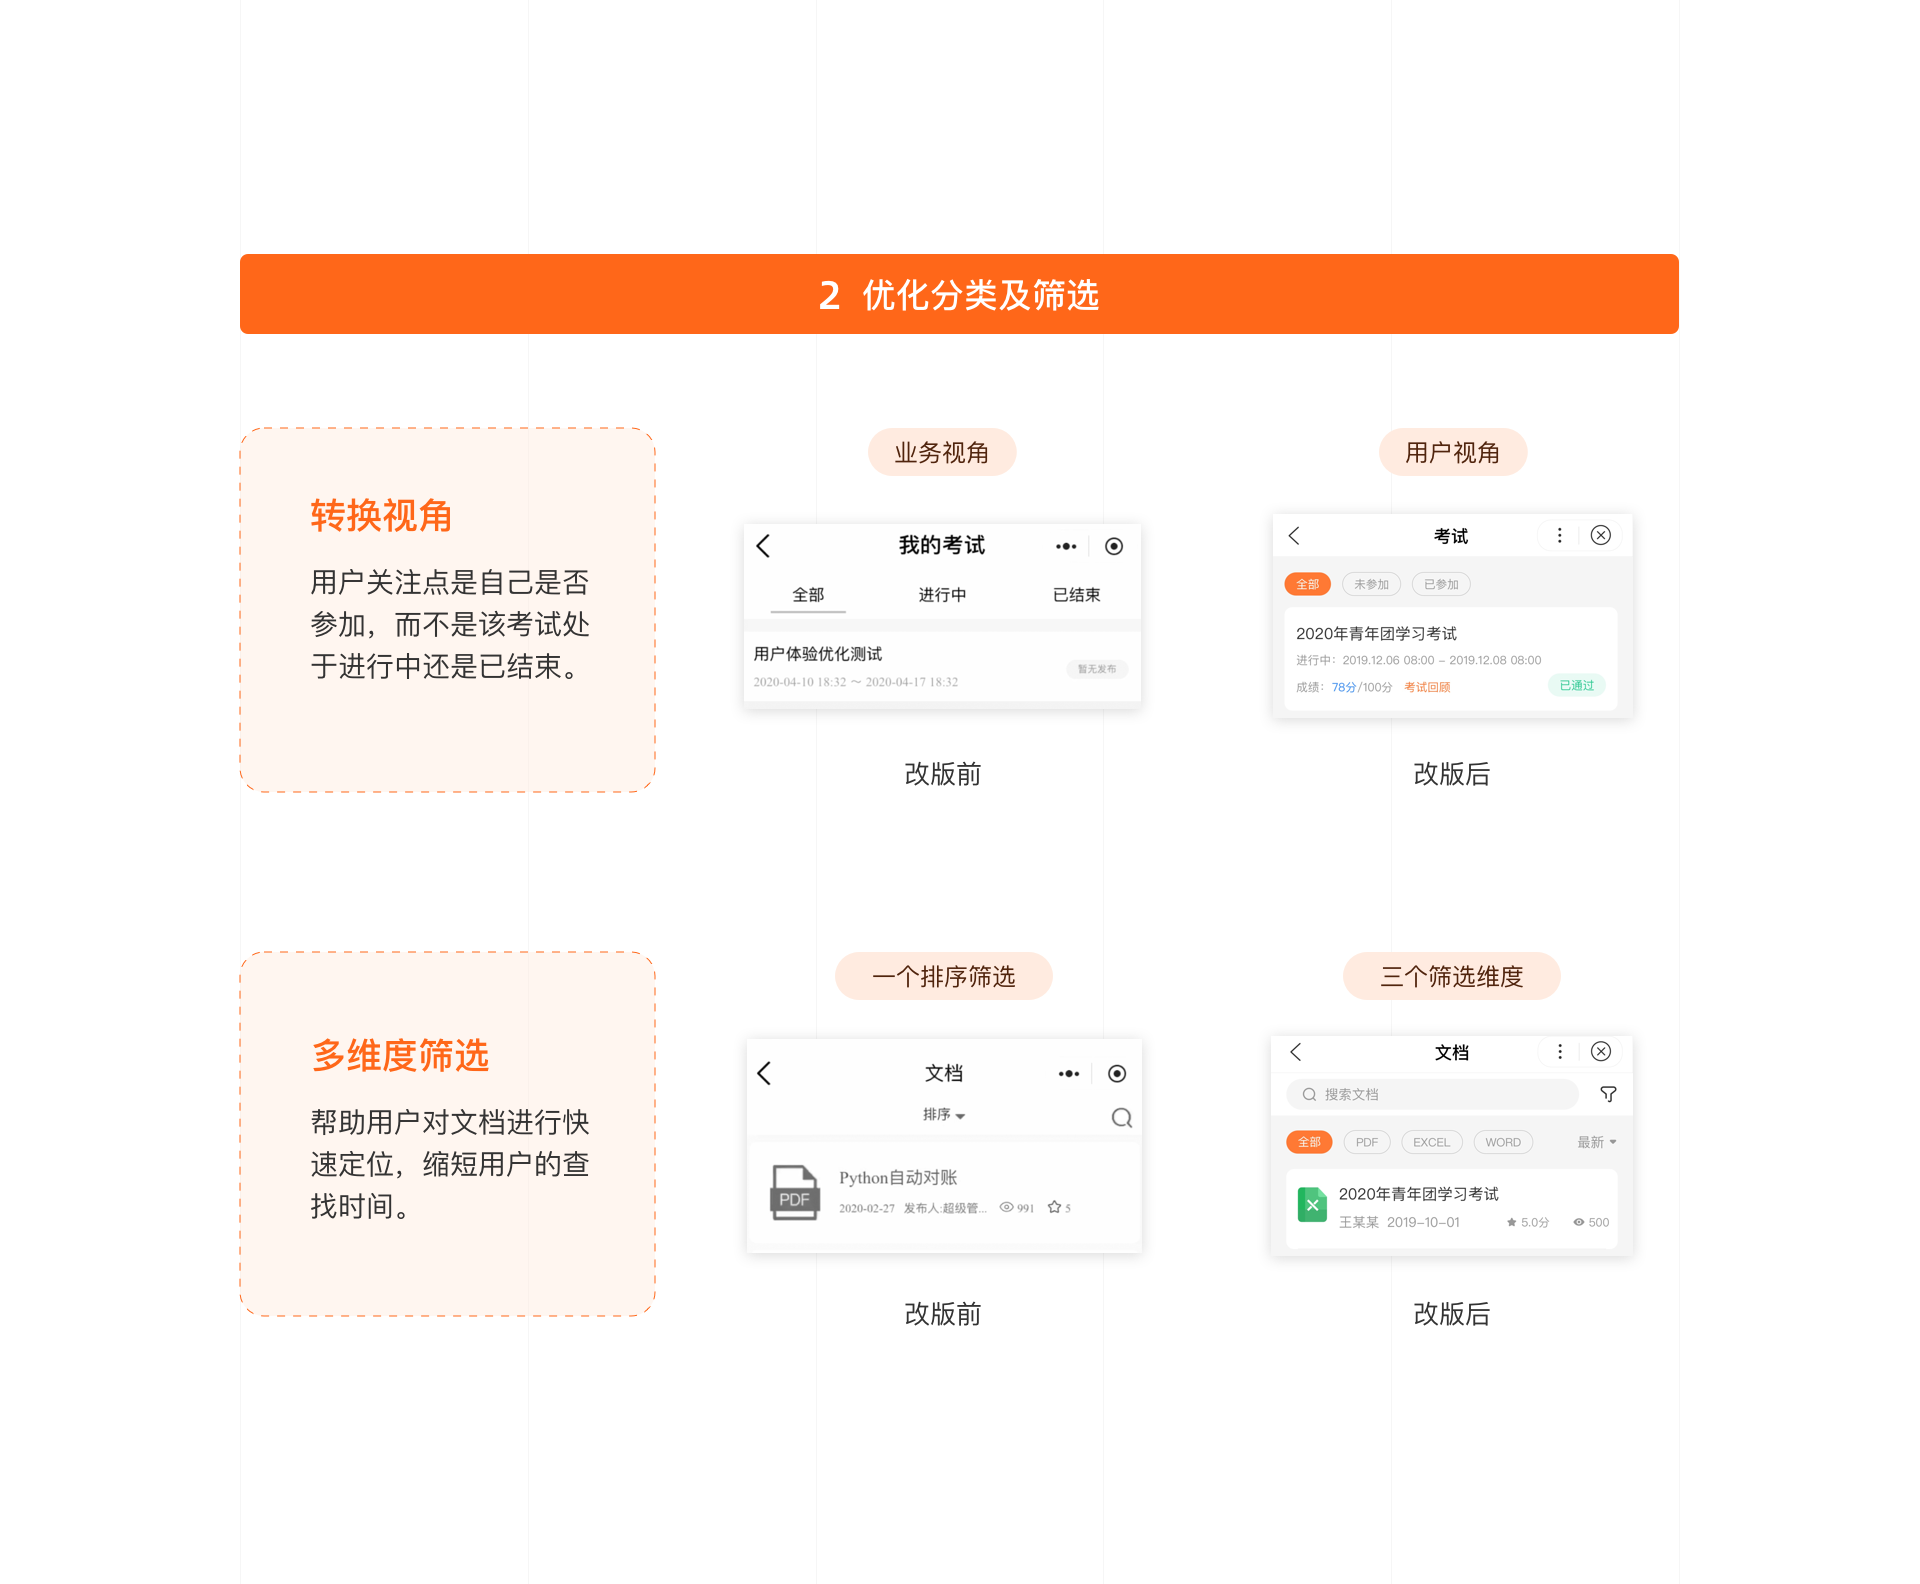 2 优化分类及筛选
转换视角
用户关注点是自己是否
参加，而不是该考试处
于进行中还是已结束。
业务视角
我的考试
全部 进行中 已结束
用户体验优化测试
暂无发布
2020-04-10 18:32 ～ 2020-04-17 18:32
改版前
用户视角
考试
全部 未参加 已参加
2020年青年团学习考试
进行中：2019.12.06 08:00 - 2019.12.08 08:00
成绩：78分/100分 考试回顾 已通过
改版后
多维度筛选
帮助用户对文档进行快
速定位，缩短用户的查
找时间。
一个排序筛选
文档
排序
PDF
Python自动对账
2020-02-27 发布人:超级管... 991 5
改版前
三个筛选维度
文档
搜索文档
全部 PDF EXCEL WORD 最新
2020年青年团学习考试
王某某 2019-10-01 5.0分 500
改版后